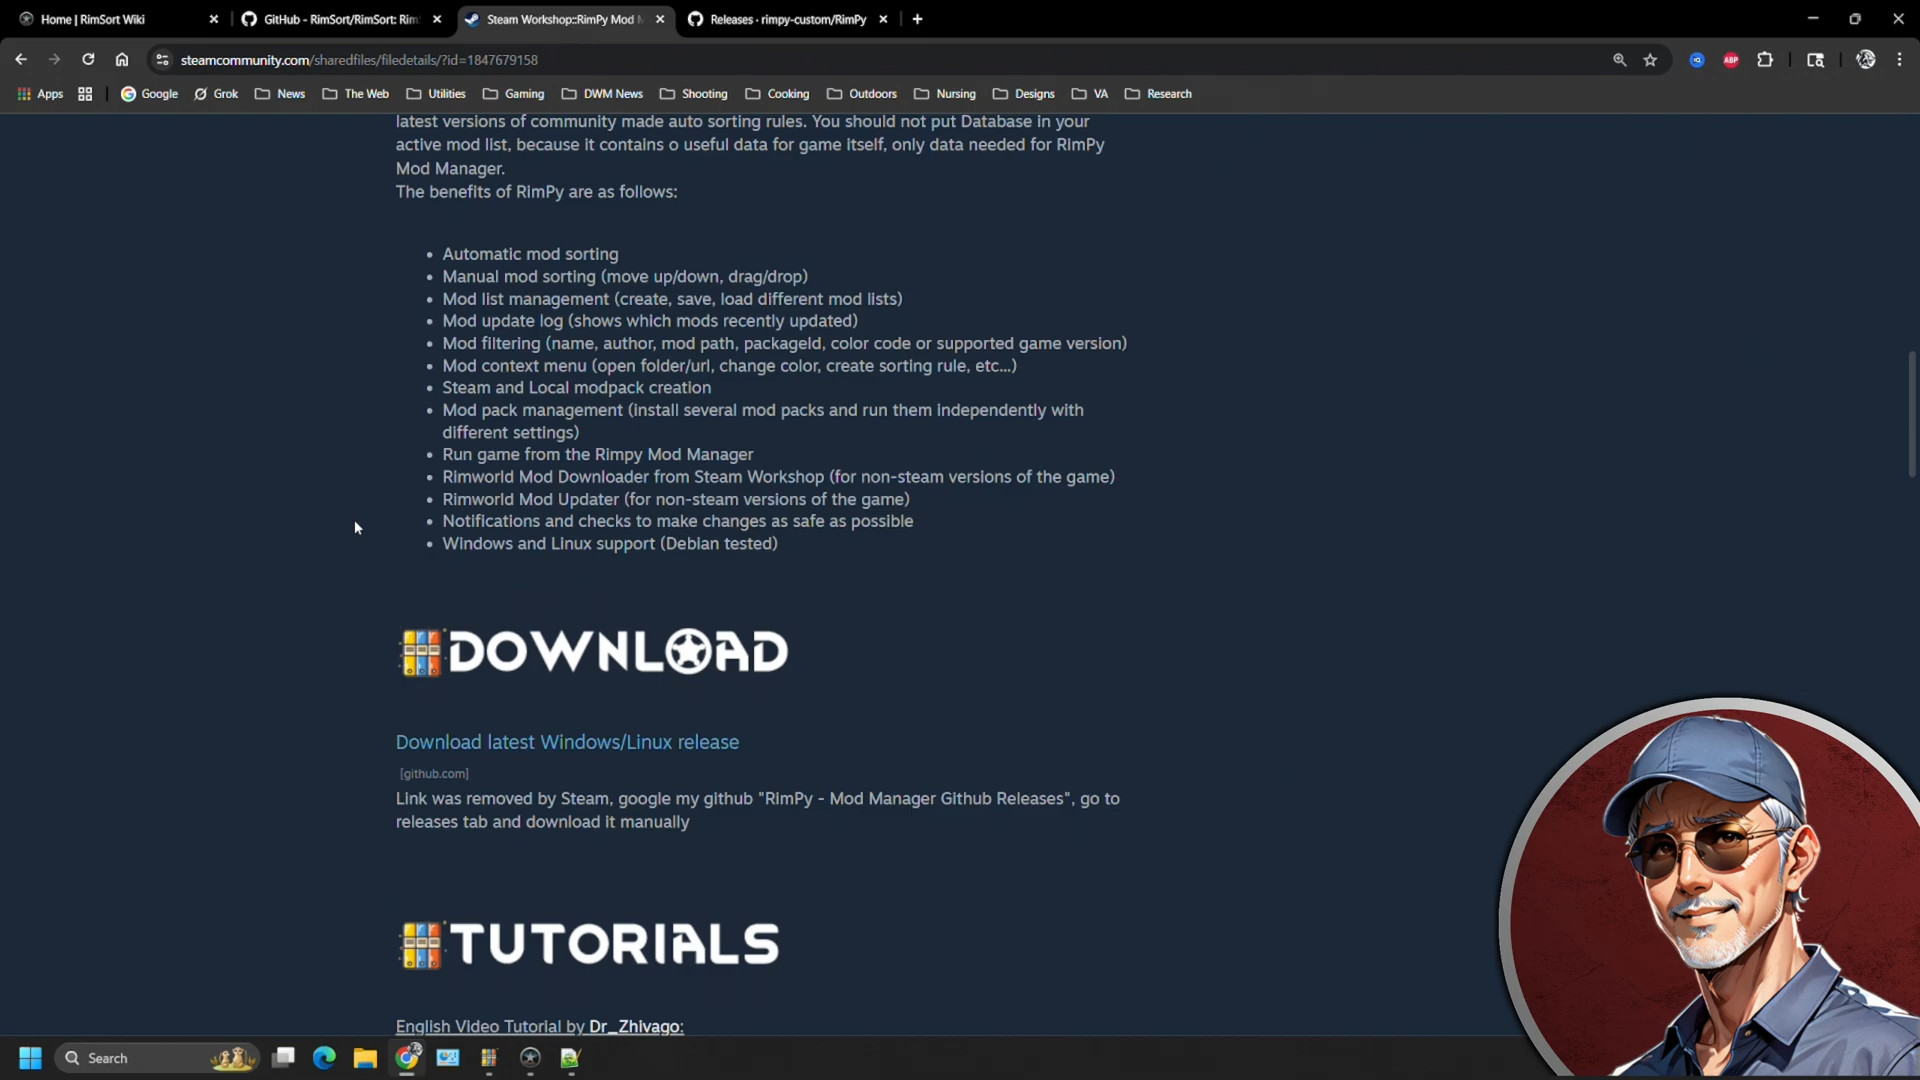 Home | RimSort Wiki
GitHub - RimSort/RimSort: Rim
Steam Workshop::RimPy Mod M
Releases · rimpy-custom/RimPy
steamcommunity.com/sharedfiles/filedetails/?id=1847679158
ABP
Apps
Google
Grok
News
The Web
Utilities
Gaming
DWM News
Shooting
Cooking
Outdoors
Nursing
Designs
VA
Research
latest versions of community made auto sorting rules. You should not put Database in your
active mod list, because it contains o useful data for game itself, only data needed for RimPy
Mod Manager.
The benefits of RimPy are as follows:
• Automatic mod sorting
• Manual mod sorting (move up/down, drag/drop)
• Mod list management (create, save, load different mod lists)
• Mod update log (shows which mods recently updated)
• Mod filtering (name, author, mod path, packageId, color code or supported game version)
• Mod context menu (open folder/url, change color, create sorting rule, etc...)
• Steam and Local modpack creation
• Mod pack management (install several mod packs and run them independently with
different settings)
• Run game from the Rimpy Mod Manager
• Rimworld Mod Downloader from Steam Workshop (for non-steam versions of the game)
• Rimworld Mod Updater (for non-steam versions of the game)
• Notifications and checks to make changes as safe as possible
• Windows and Linux support (Debian tested)
DOWNLOAD
Download latest Windows/Linux release
[github.com]
Link was removed by Steam, google my github "RimPy - Mod Manager Github Releases", go to
releases tab and download it manually
TUTORIALS
English Video Tutorial by Dr_Zhivago:
Search